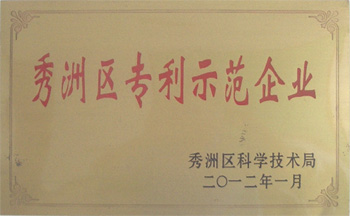 秀洲区专利示范企业
秀洲区科学技术局
二〇一二年一月